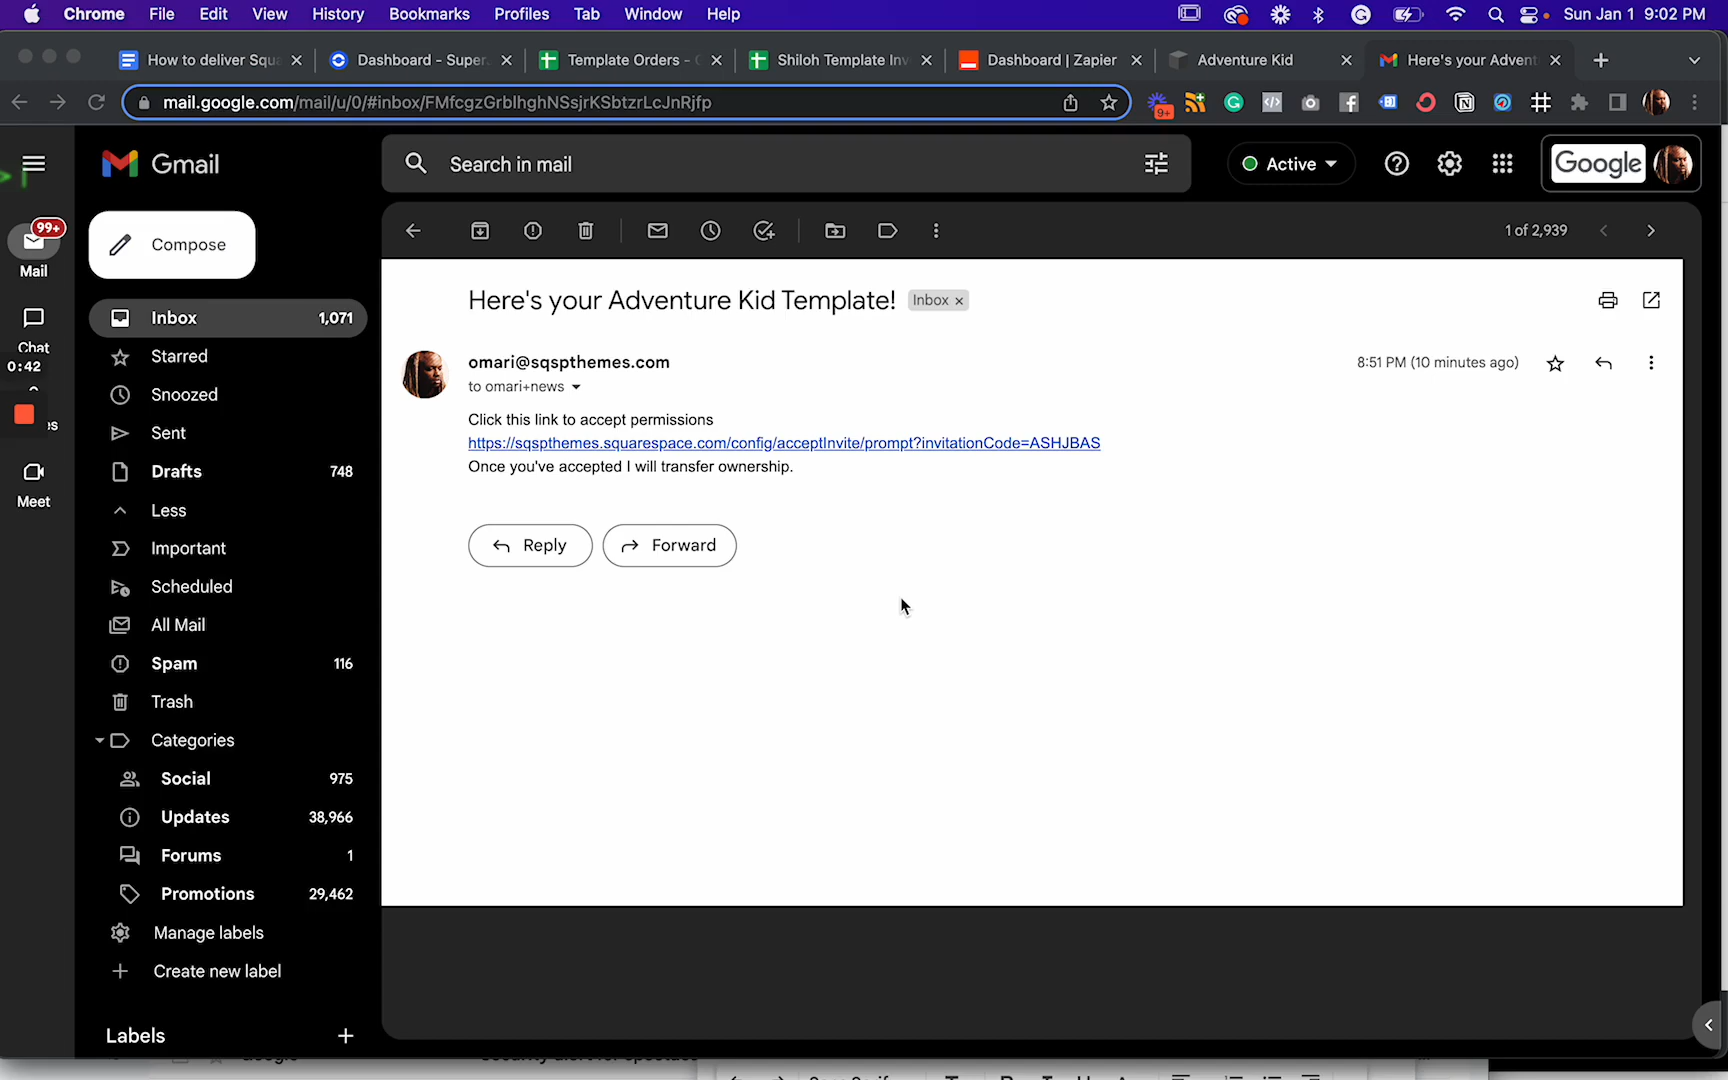 Chrome File Edit View History Bookmarks Profiles Tab Window Help Sun Jan 1 9:02 PM
How to deliver Squa Dashboard - Super. Template Orders - Shiloh Template Inv Dashboard | Zapier Adventure Kid Here's your Advent
mail.google.com/mail/u/0/#inbox/FMfcgzGrblhghNSsjrKSbtzrLcJnRjfp
9+
Gmail
Search in mail
Active
Google
99+
Mail
Chat
0:42
es
Meet
Compose
Inbox 1,071
Starred
Snoozed
Sent
Drafts 748
Less
Important
Scheduled
All Mail
Spam 116
Trash
Categories
Social 975
Updates 38,966
Forums 1
Promotions 29,462
Manage labels
Create new label
Labels
1 of 2,939
Here's your Adventure Kid Template! Inbox
omari@sqspthemes.com
to omari+news
8:51 PM (10 minutes ago)
Click this link to accept permissions
https://sqspthemes.squarespace.com/config/acceptInvite/prompt?invitationCode=ASHJBAS
Once you've accepted I will transfer ownership.
Reply
Forward